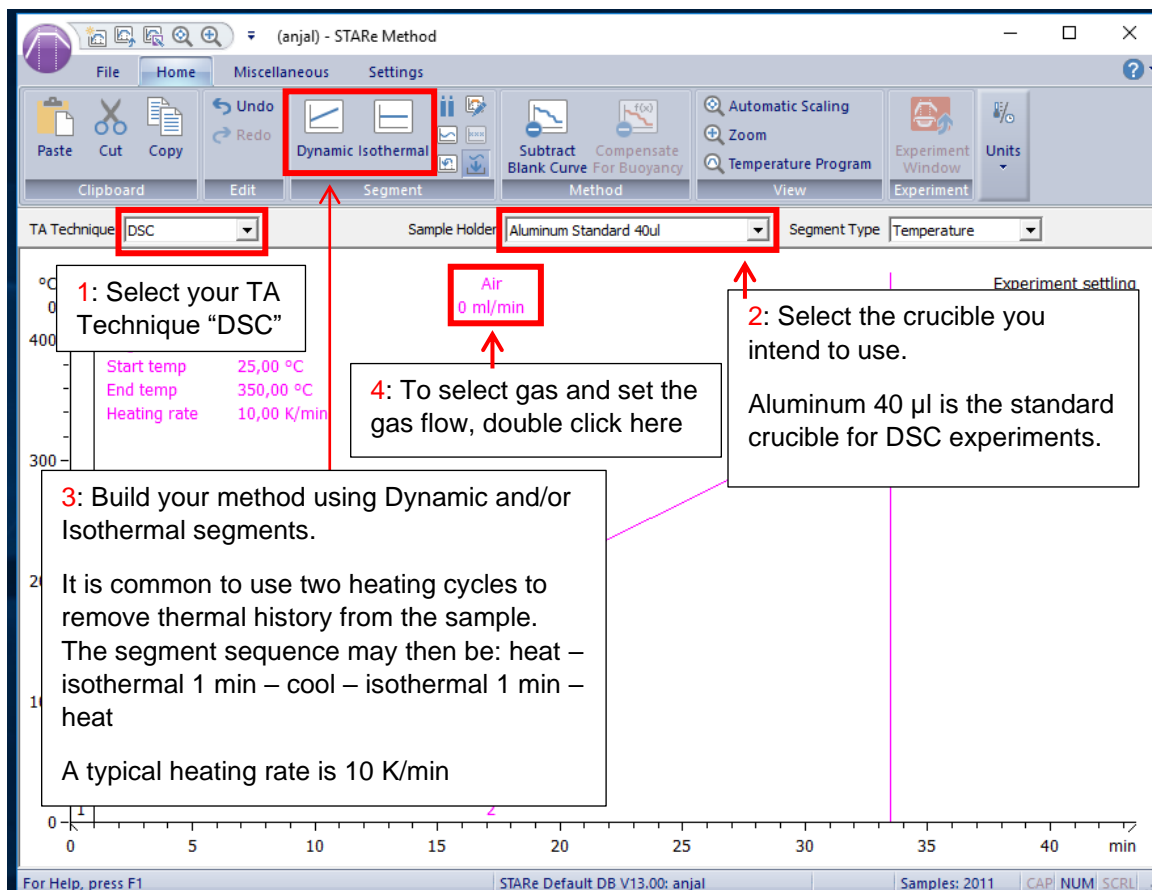 (anjal) - STARe Method
File Home Miscellaneous Settings
Paste Cut Copy
Clipboard
Undo
Redo
Edit
Dynamic Isothermal
Segment
Subtract Blank Curve
Compensate For Buoyancy
f(x)
Method
Automatic Scaling
Zoom
Temperature Program
View
Experiment Window
Experiment
Units
TA Technique DSC
Sample Holder Aluminum Standard 40ul
Segment Type Temperature
Air
0 ml/min
Experiment settling
1: Select your TA
Technique “DSC”
2: Select the crucible you
intend to use.
Aluminum 40 µl is the standard
crucible for DSC experiments.
Start temp 25,00 ºC
End temp 350,00 ºC
Heating rate 10,00 K/min
4: To select gas and set the
gas flow, double click here
3: Build your method using Dynamic and/or
Isothermal segments.
It is common to use two heating cycles to
remove thermal history from the sample.
The segment sequence may then be: heat –
isothermal 1 min – cool – isothermal 1 min –
heat
A typical heating rate is 10 K/min
400
300
0
1
2
0 5 10 15 20 25 30 35 40 min
For Help, press F1
STARe Default DB V13.00: anjal
Samples: 2011
CAP NUM SCRL